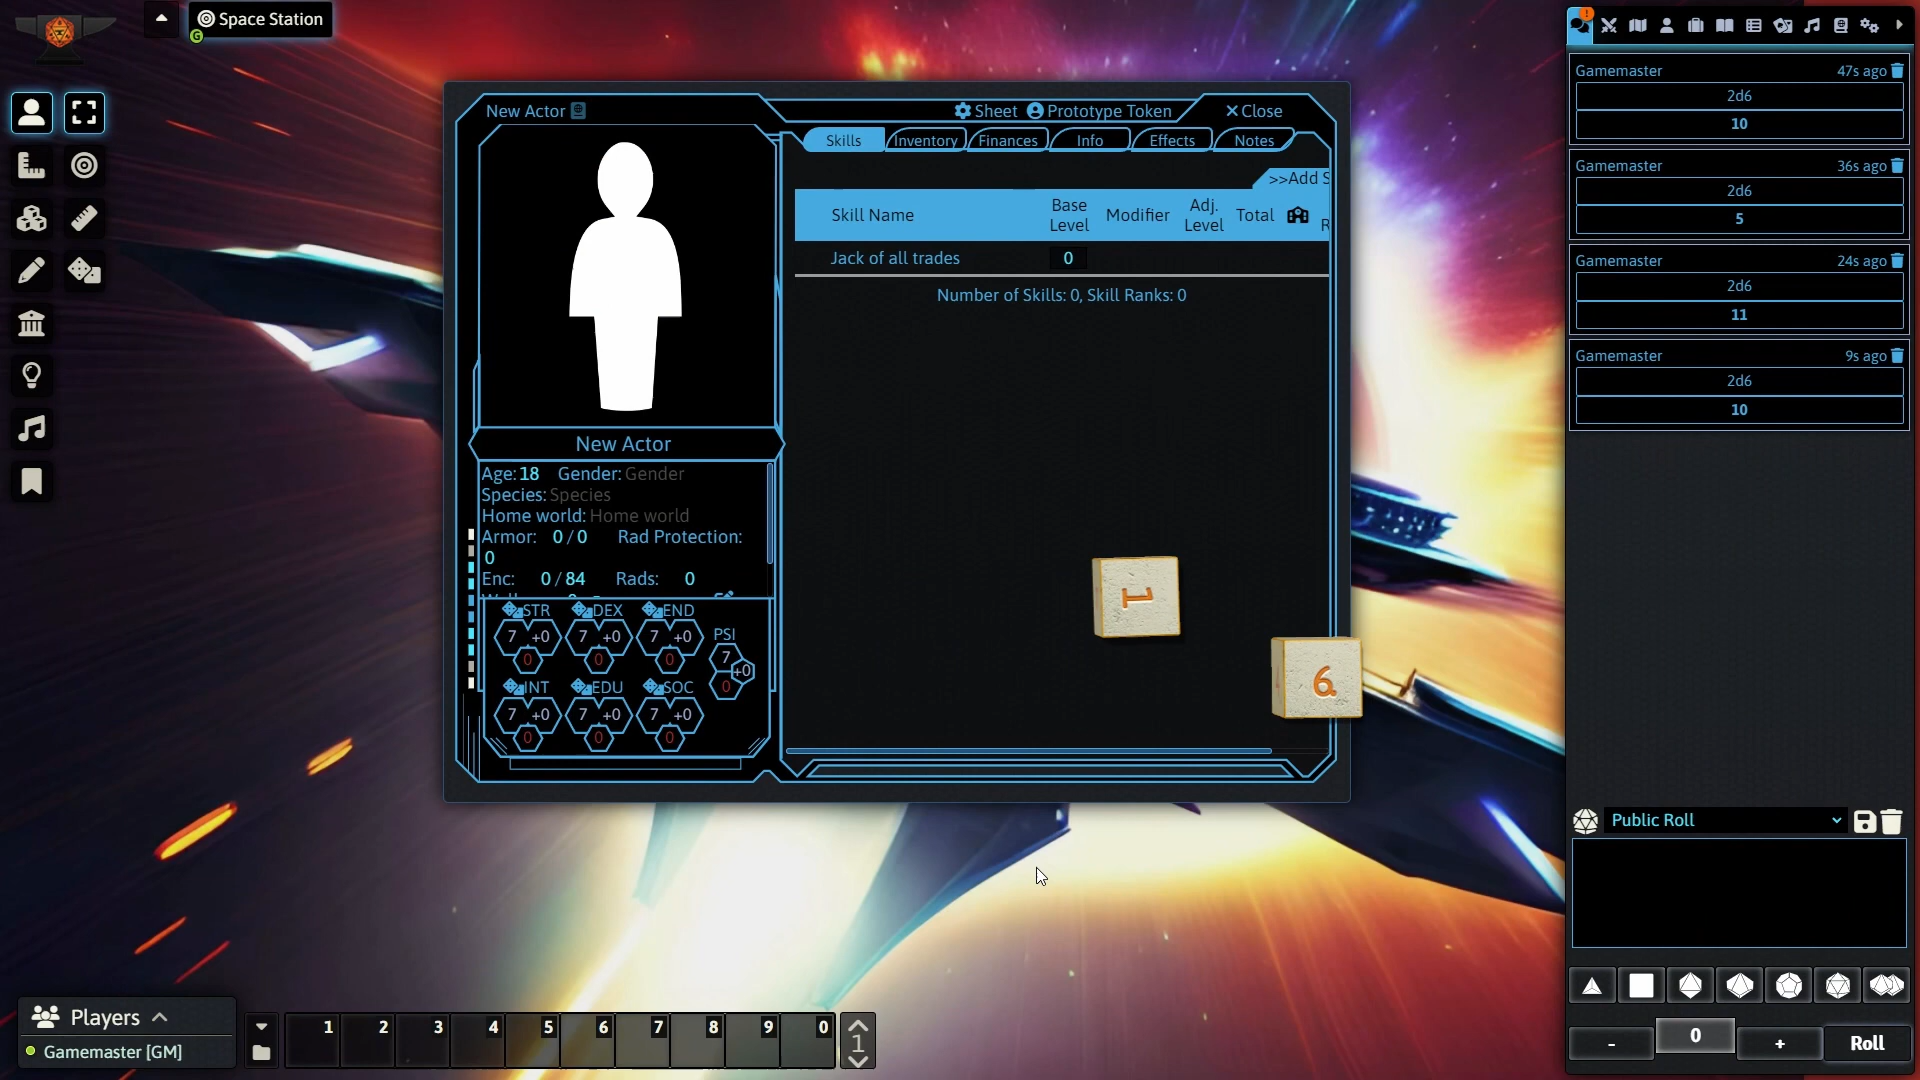 Space Station
G
New Actor
Sheet
Prototype Token
Close
Skills
Inventory
Finances
Info
Effects
Notes
>>Add S
Skill Name
Base Level
Modifier
Adj. Level
Total
R
Jack of all trades
0
Number of Skills: 0, Skill Ranks: 0
New Actor
Age: 18 Gender: Gender
Species: Species
Home world: Home world
Armor: 0 / 0 Rad Protection:
0
Enc: 0 / 84 Rads: 0
STR DEX END
7 +0 7 +0 7 +0
0 0 0
PSI
7
+0
0
INT EDU SOC
7 +0 7 +0 7 +0
0 0 0
1
6.
Gamemaster 47s ago
2d6
10
Gamemaster 36s ago
2d6
5
Gamemaster 24s ago
2d6
11
Gamemaster 9s ago
2d6
10
Public Roll
- 0 + Roll
Players
Gamemaster [GM]
1 2 3 4 5 6 7 8 9 0
1